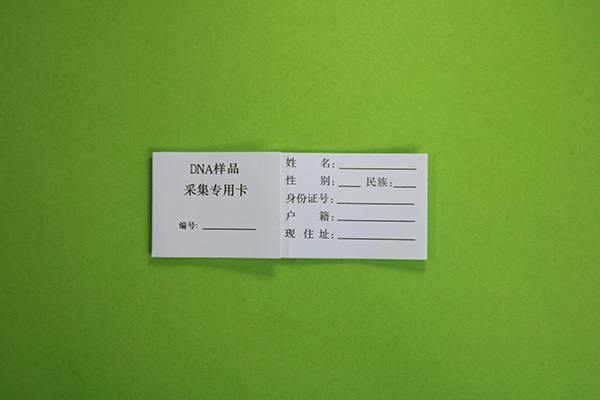 DNA样品
采集专用卡
编号:
姓 名:
性 别: 民族:
身份证号:
户 籍:
现 住 址: